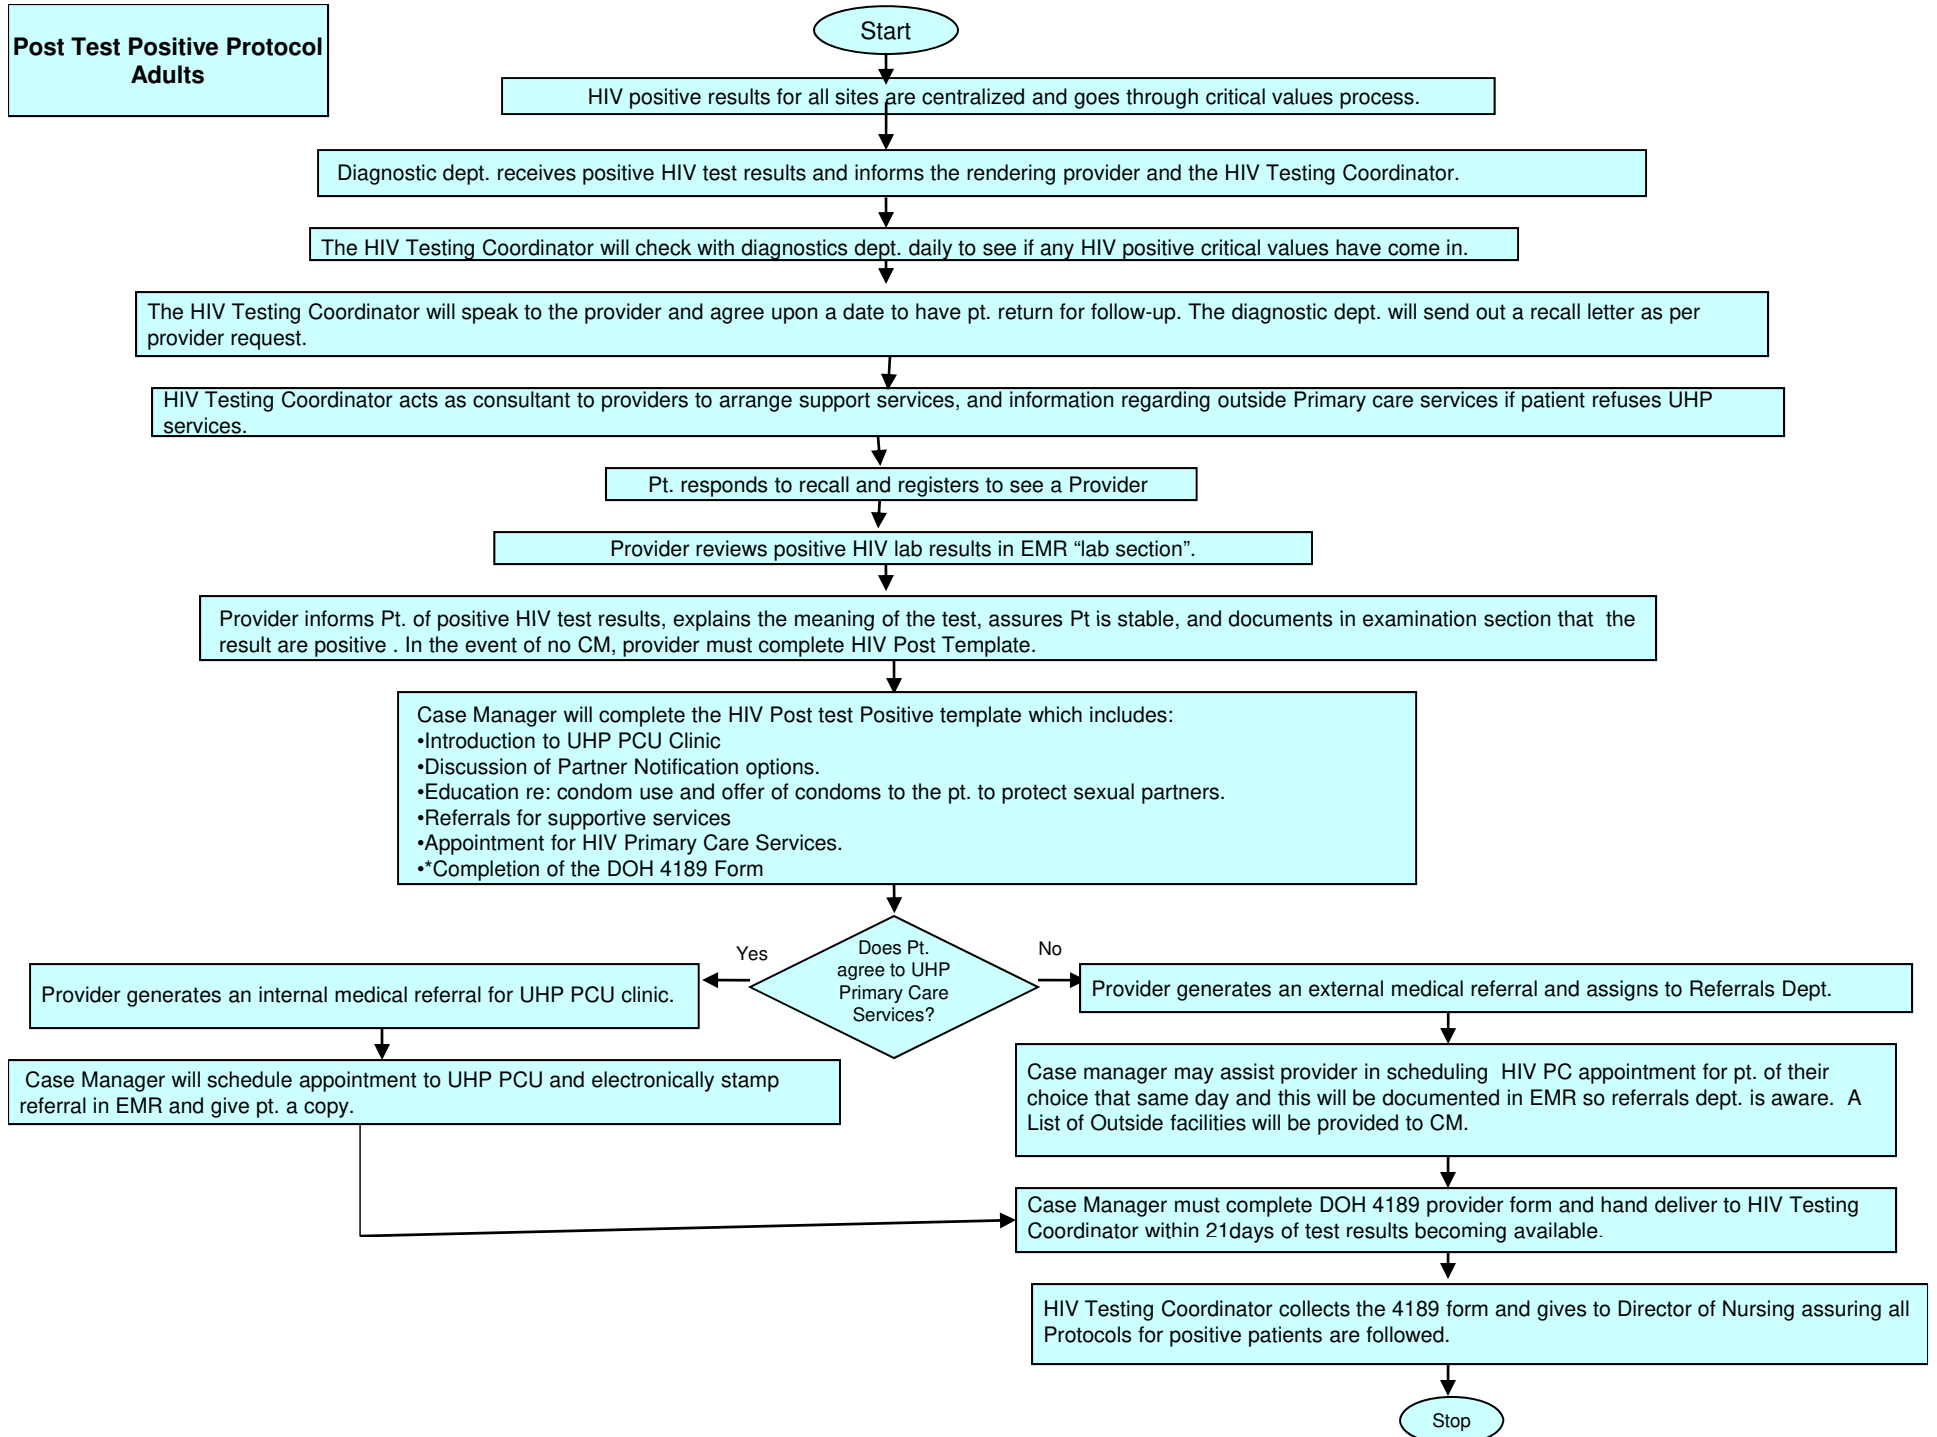 Post Test Positive Protocol
Adults
Start
HIV positive results for all sites are centralized and goes through critical values process.
Diagnostic dept. receives positive HIV test results and informs the rendering provider and the HIV Testing Coordinator.
The HIV Testing Coordinator will check with diagnostics dept. daily to see if any HIV positive critical values have come in.
The HIV Testing Coordinator will speak to the provider and agree upon a date to have pt. return for follow-up. The diagnostic dept. will send out a recall letter as per
provider request.
HIV Testing Coordinator acts as consultant to providers to arrange support services, and information regarding outside Primary care services if patient refuses UHP
services.
Pt. responds to recall and registers to see a Provider
Provider reviews positive HIV lab results in EMR “lab section”.
Provider informs Pt. of positive HIV test results, explains the meaning of the test, assures Pt is stable, and documents in examination section that the
result are positive . In the event of no CM, provider must complete HIV Post Template.
Case Manager will complete the HIV Post test Positive template which includes:
•Introduction to UHP PCU Clinic
•Discussion of Partner Notification options.
•Education re: condom use and offer of condoms to the pt. to protect sexual partners.
•Referrals for supportive services
•Appointment for HIV Primary Care Services.
•*Completion of the DOH 4189 Form
Does Pt.
agree to UHP
Primary Care
Services?
Yes
No
Provider generates an internal medical referral for UHP PCU clinic.
Case Manager will schedule appointment to UHP PCU and electronically stamp
referral in EMR and give pt. a copy.
Provider generates an external medical referral and assigns to Referrals Dept.
Case manager may assist provider in scheduling HIV PC appointment for pt. of their
choice that same day and this will be documented in EMR so referrals dept. is aware. A
List of Outside facilities will be provided to CM.
Case Manager must complete DOH 4189 provider form and hand deliver to HIV Testing
Coordinator within 21days of test results becoming available.
HIV Testing Coordinator collects the 4189 form and gives to Director of Nursing assuring all
Protocols for positive patients are followed.
Stop